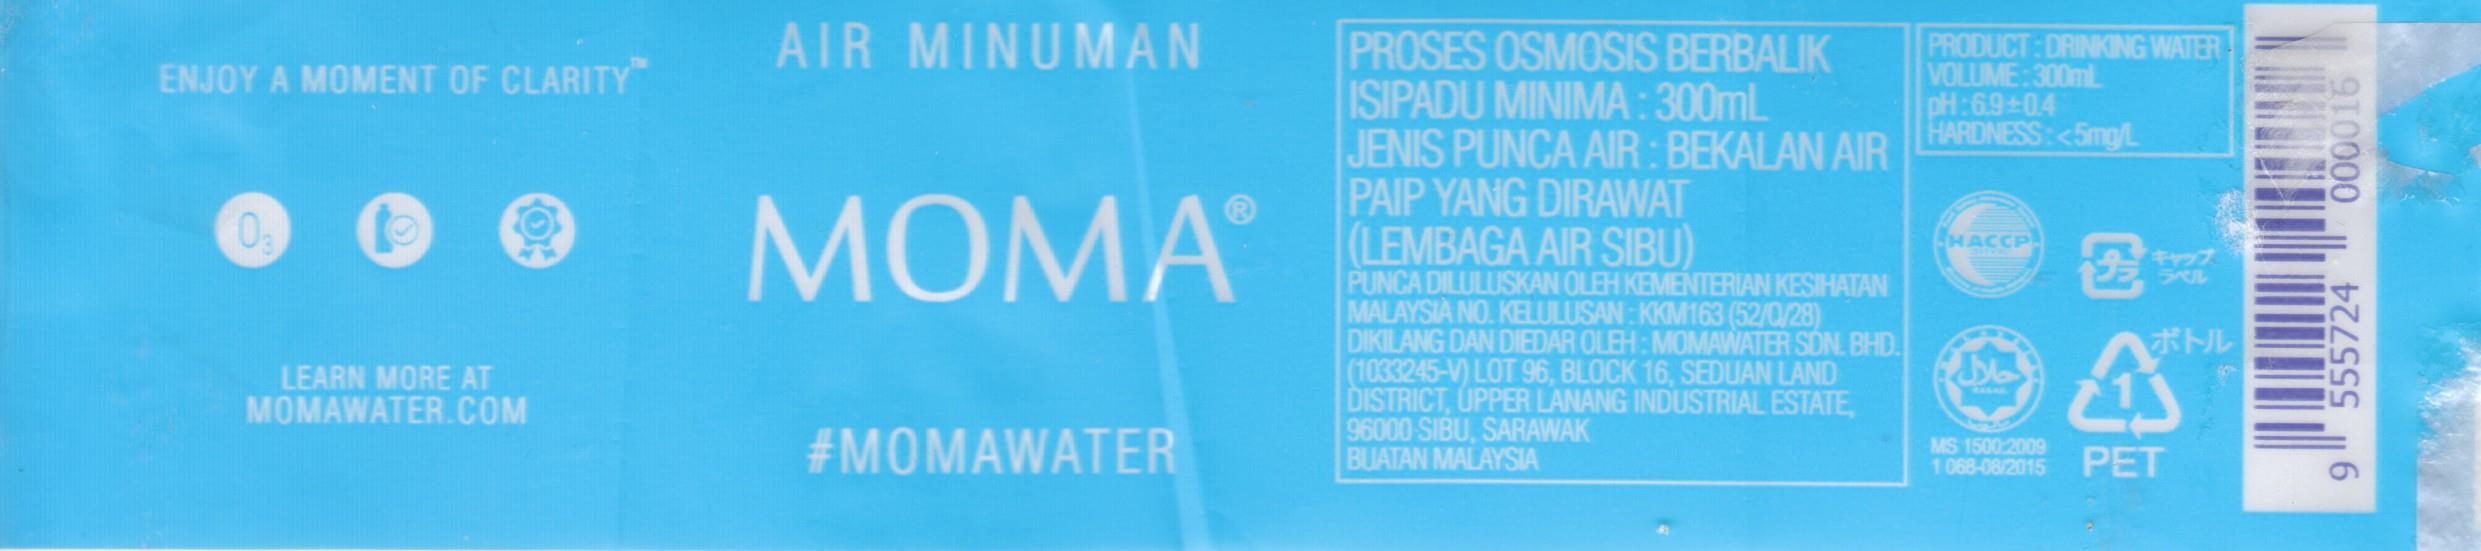 ENJOY A MOMENT OF CLARITY™
O3
LEARN MORE AT
MOMAWATER.COM
AIR MINUMAN
MOMA®
#MOMAWATER
PROSES OSMOSIS BERBALIK
ISIPADU MINIMA : 300mL
JENIS PUNCA AIR : BEKALAN AIR
PAIP YANG DIRAWAT
(LEMBAGA AIR SIBU)
PUNCA DILULUSKAN OLEH KEMENTERIAN KESIHATAN
MALAYSIA NO. KELULUSAN : KKM163 (52/Q/28)
DIKILANG DAN DIEDAR OLEH : MOMAWATER SDN. BHD.
(1033245-V) LOT 96, BLOCK 16, SEDUAN LAND
DISTRICT, UPPER LANANG INDUSTRIAL ESTATE,
96000 SIBU, SARAWAK
BUATAN MALAYSIA
PRODUCT : DRINKING WATER
VOLUME : 300mL
pH : 6.9 ± 0.4
HARDNESS : < 5mg/L
HACCP
プラ
キャップ
ラベル
حلال
MS 1500:2009
1 068-08/2015
ボトル
1
PET
9 555724 000016